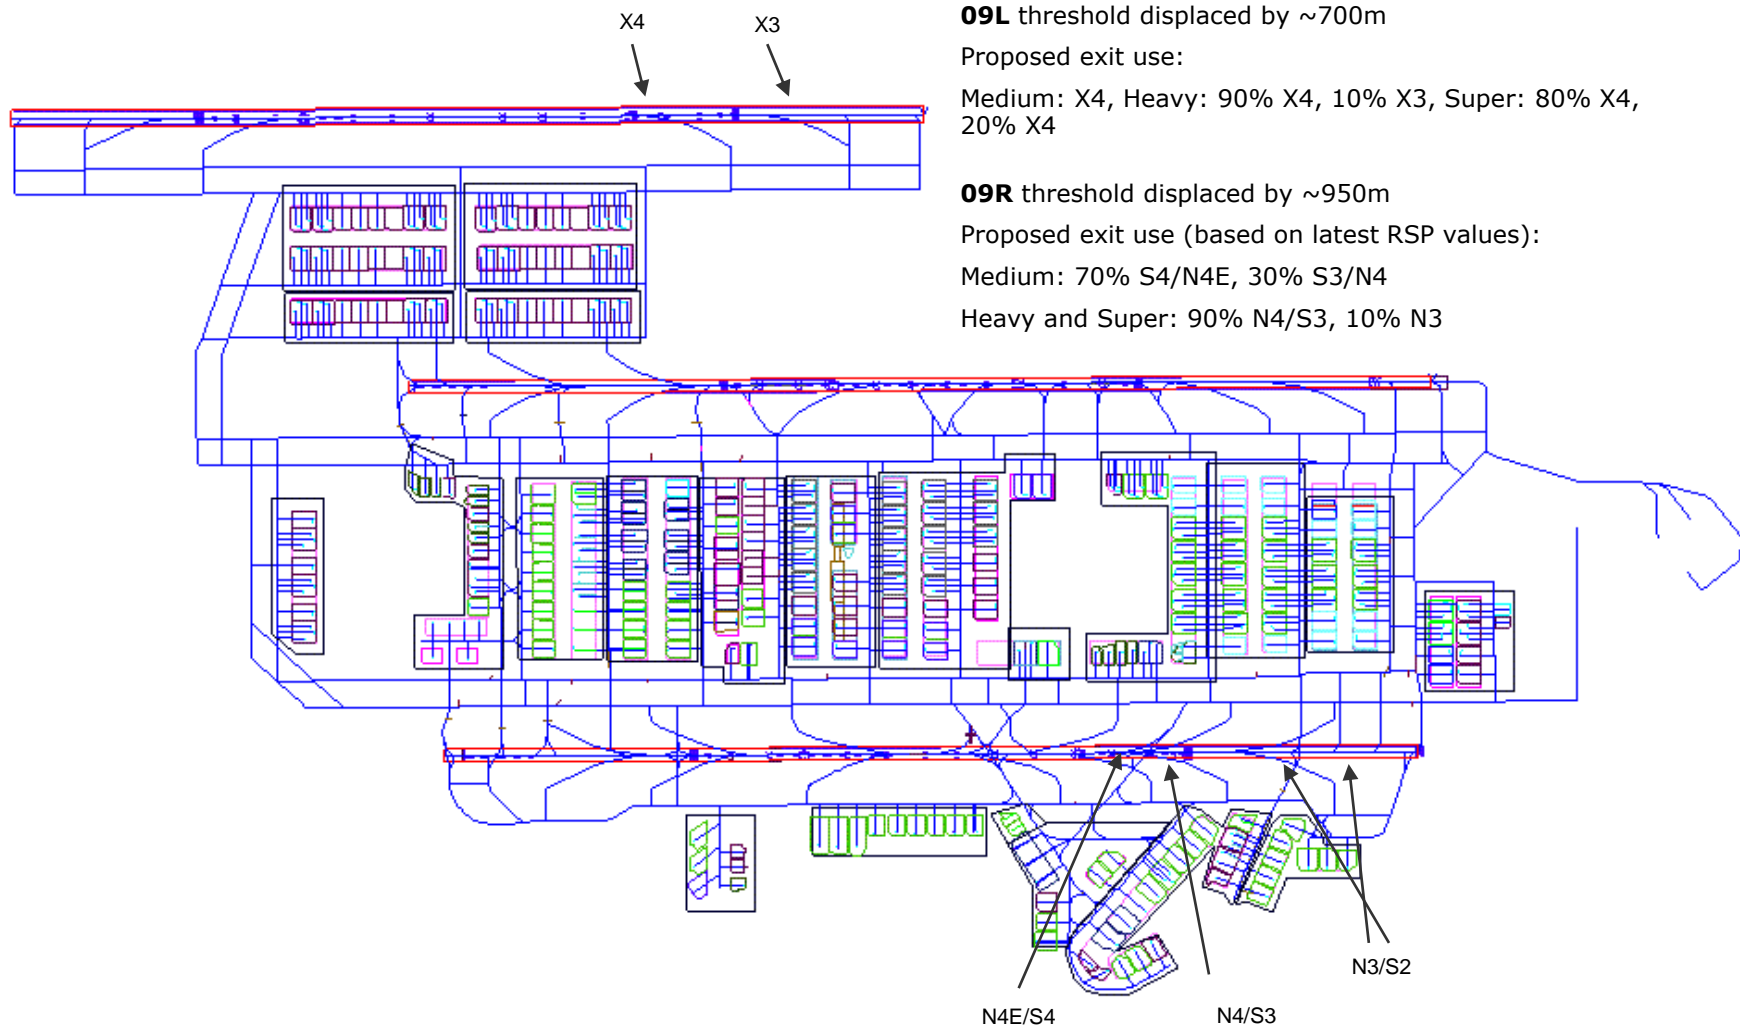 X4
X3
09L threshold displaced by ~700m
Proposed exit use:
Medium: X4, Heavy: 90% X4, 10% X3, Super: 80% X4,
20% X4
09R threshold displaced by ~950m
Proposed exit use (based on latest RSP values):
Medium: 70% S4/N4E, 30% S3/N4
Heavy and Super: 90% N4/S3, 10% N3
N3/S2
N4E/S4
N4/S3